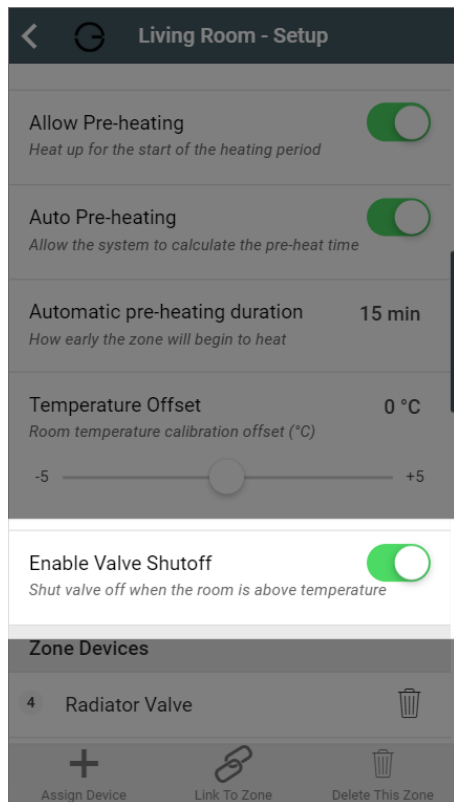 Living Room - Setup
Allow Pre-heating
Heat up for the start of the heating period
Auto Pre-heating
Allow the system to calculate the pre-heat time
Automatic pre-heating duration 15 min
How early the zone will begin to heat
Temperature Offset 0 °C
Room temperature calibration offset (°C)
-5 +5
Enable Valve Shutoff
Shut valve off when the room is above temperature
Zone Devices
4 Radiator Valve
Assign Device Link To Zone Delete This Zone